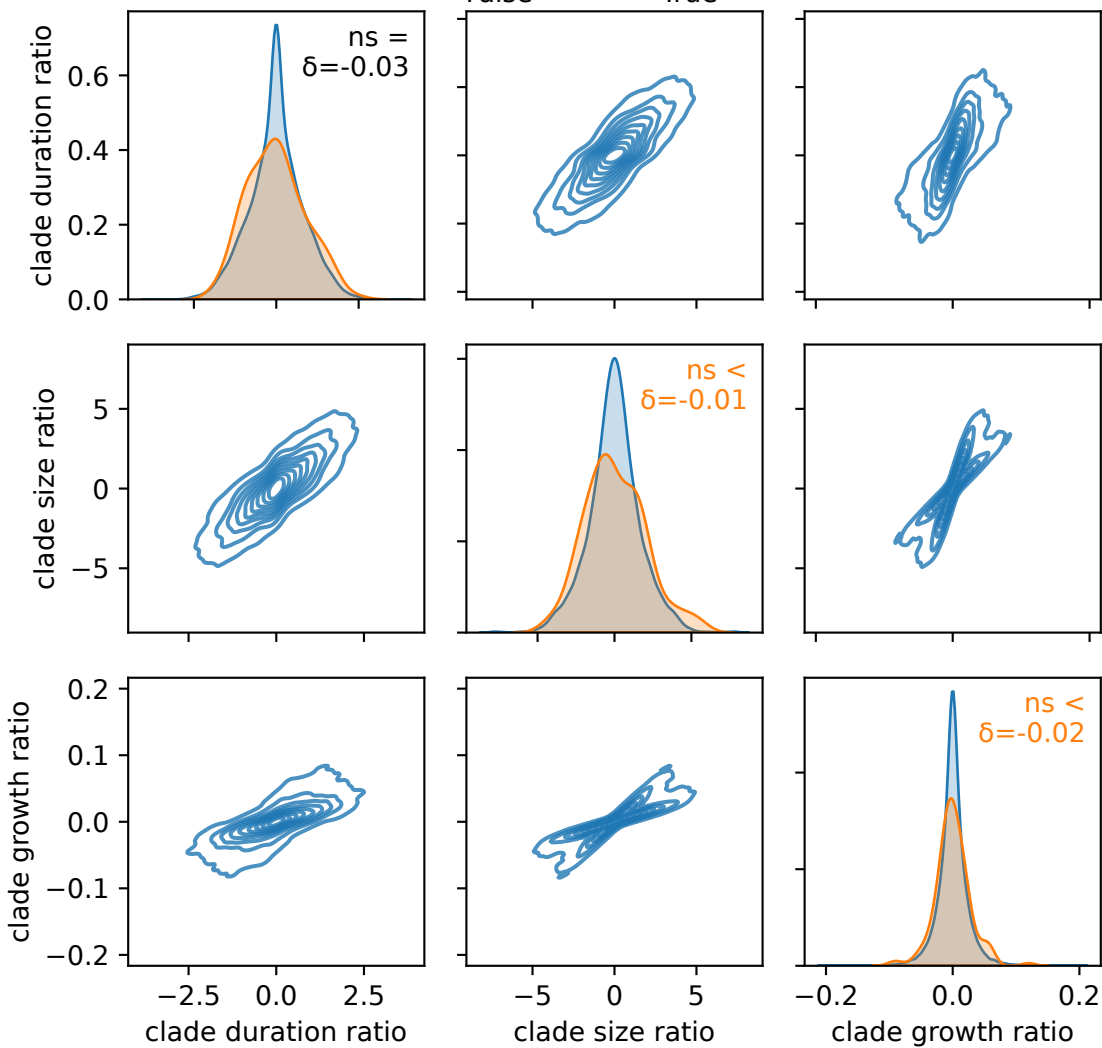 clade duration ratio
0.6
0.4
0.2
0.0
ns =
δ=-0.03
clade size ratio
5
0
−5
ns <
δ=-0.01
clade growth ratio
0.2
0.1
0.0
−0.1
−0.2
ns <
δ=-0.02
−2.5 0.0 2.5
−5 0 5
−0.2 0.0 0.2
clade duration ratio
clade size ratio
clade growth ratio